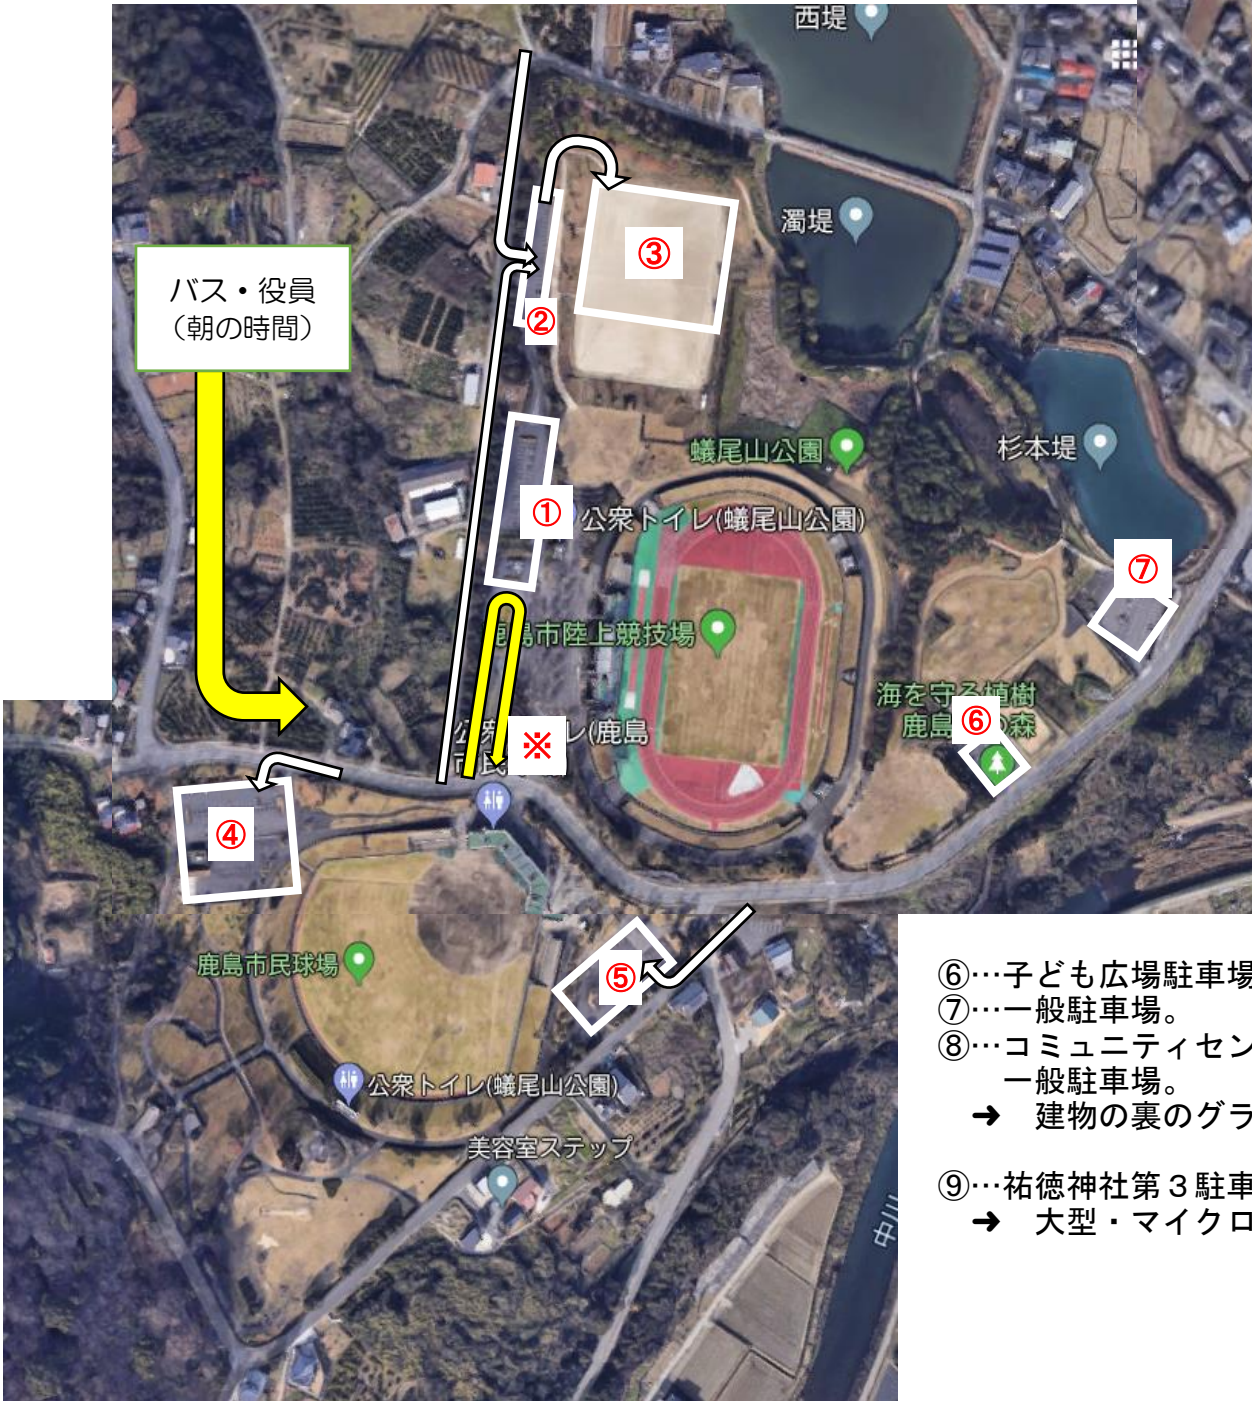 西堤
濁堤
バス・役員
(朝の時間)
③
②
蟻尾山公園
杉本堤
①
公衆トイレ(蟻尾山公園)
⑦
鹿島市陸上競技場
海を守る植樹
鹿島 の森
⑥
公衆 レ(鹿島
市民
※
④
鹿島市民球場
⑤
公衆トイレ(蟻尾山公園)
美容室ステップ
中川
⑥…子ども広場駐車場
⑦…一般駐車場。
⑧…コミュニティセン
一般駐車場。
➔ 建物の裏のグラ
⑨…祐徳神社第3駐車
➔ 大型・マイクロ